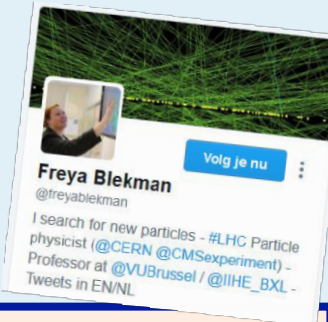 Volg je nu
Freya Blekman
@freyablekman
I search for new particles - #LHC Particle
physicist (@CERN @CMSexperiment) -
Professor at @VUBrussel / @IIHE_BXL -
Tweets in EN/NL